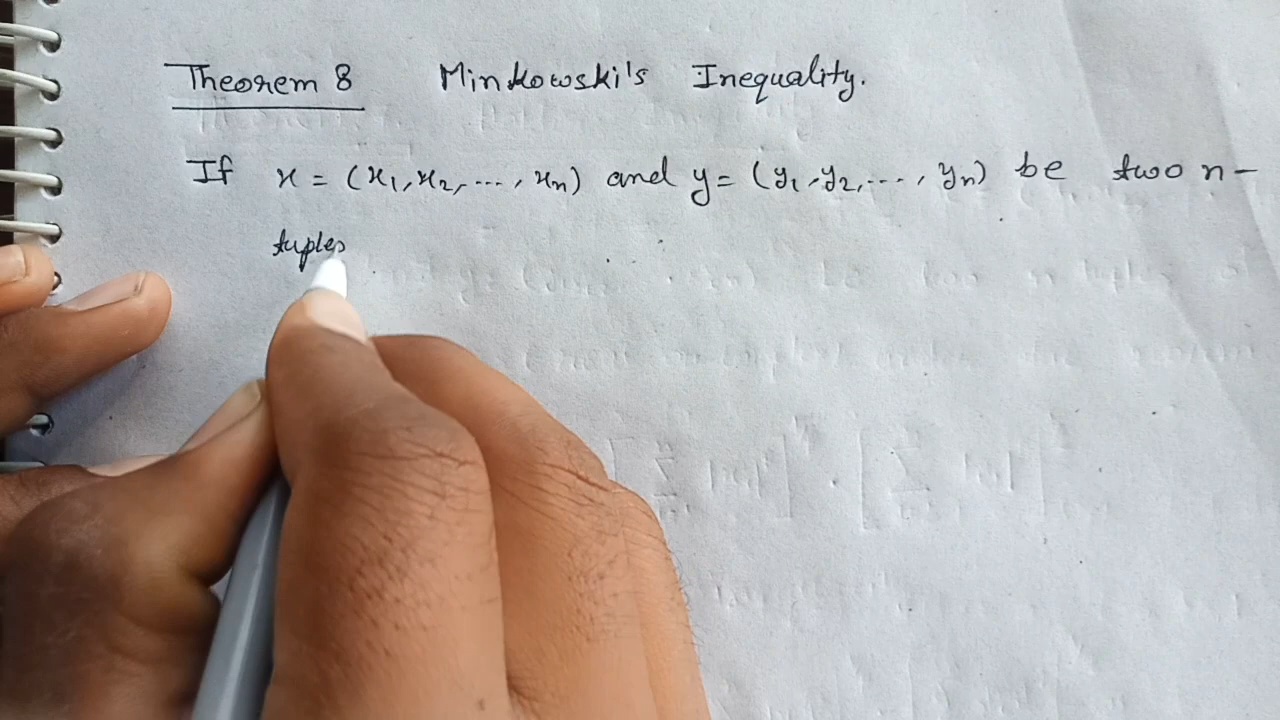 Theorem 8 Minkowski's Inequality.
If x = (x1, x2, ..., xn) and y = (y1, y2, ..., yn) be two n-
tuples